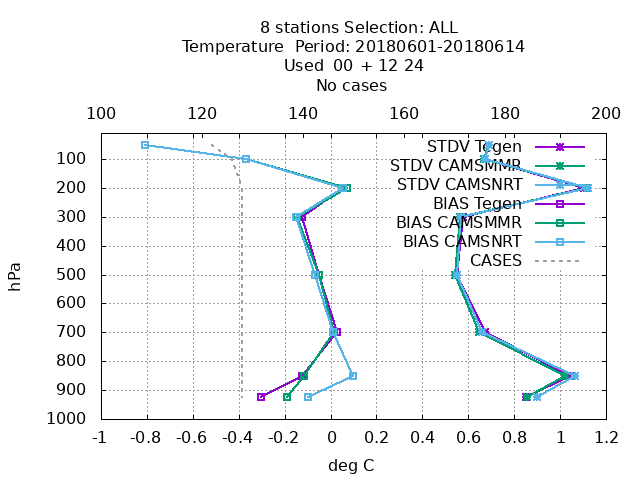 8 stations Selection: ALL
Temperature Period: 20180601-20180614
Used 00 + 12 24
No cases
100 120 140 160 180 200
STDV Tegen
STDV CAMSMMR
STDV CAMSNRT
BIAS Tegen
BIAS CAMSMMR
BIAS CAMSNRT
CASES
100
200
300
400
500
600
700
800
900
1000
hPa
-1 -0.8 -0.6 -0.4 -0.2 0 0.2 0.4 0.6 0.8 1 1.2
deg C